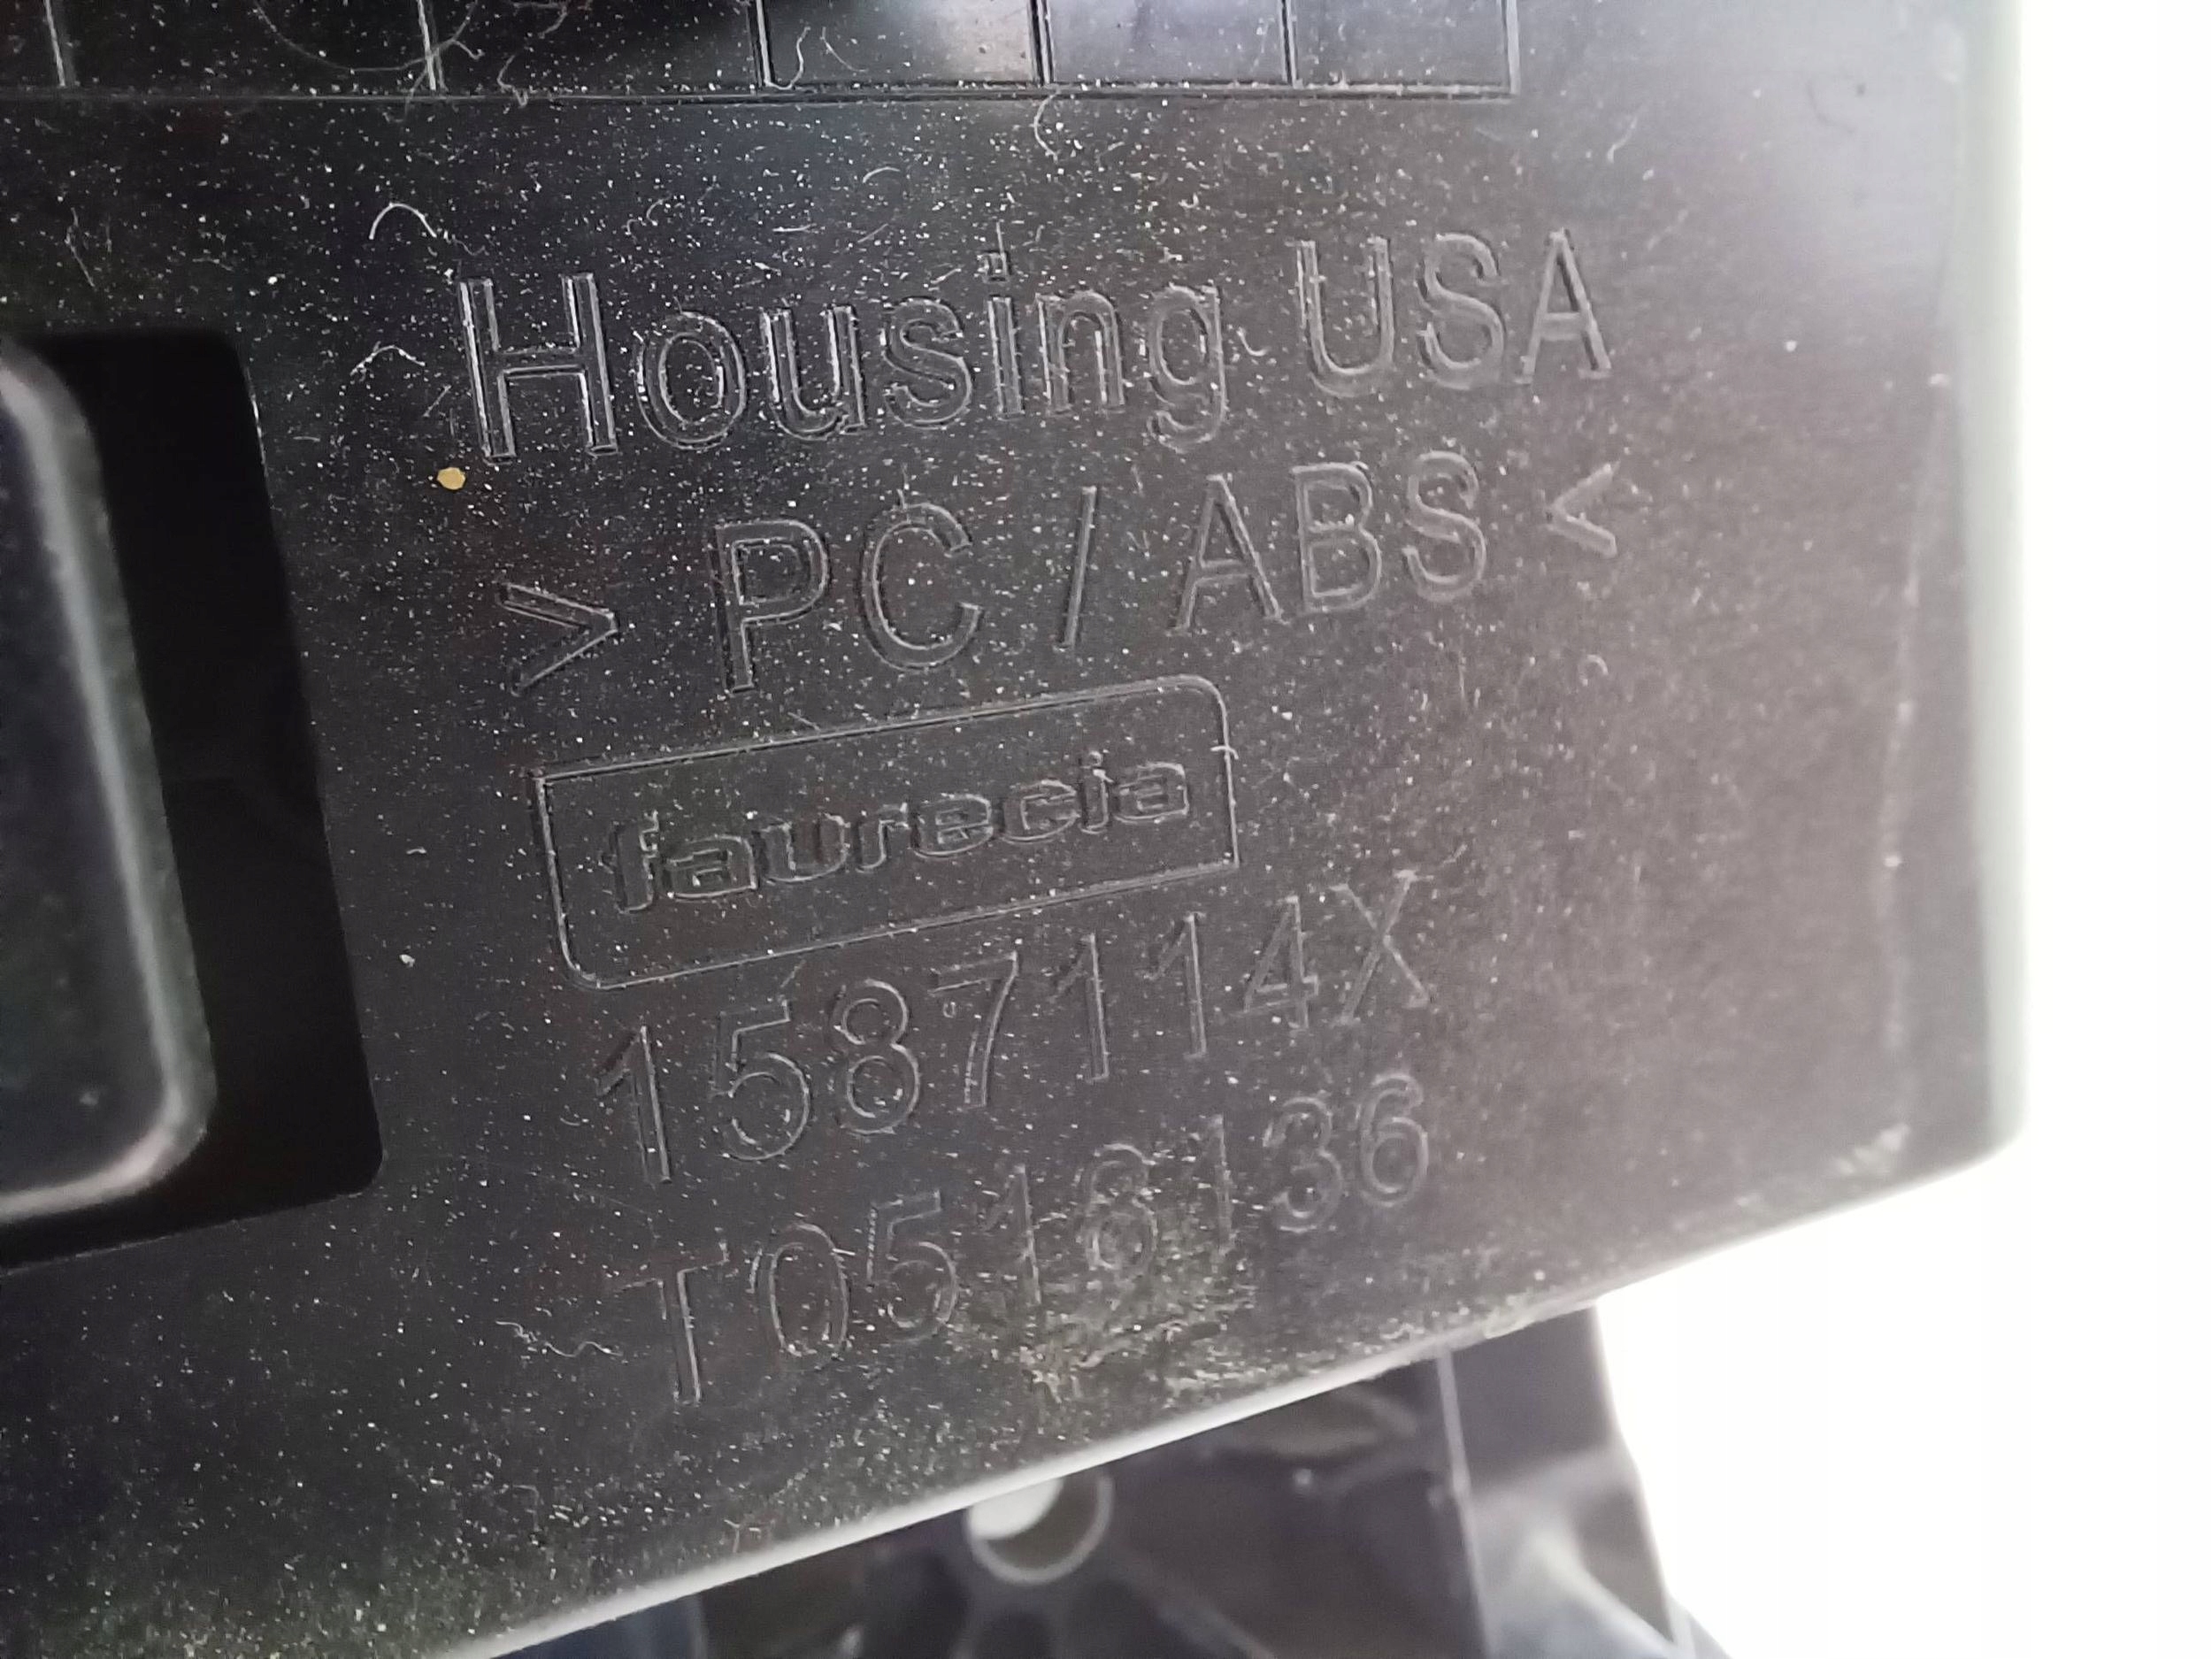 Housing USA
> PC / ABS <
faurecia
1587114X
T0516136